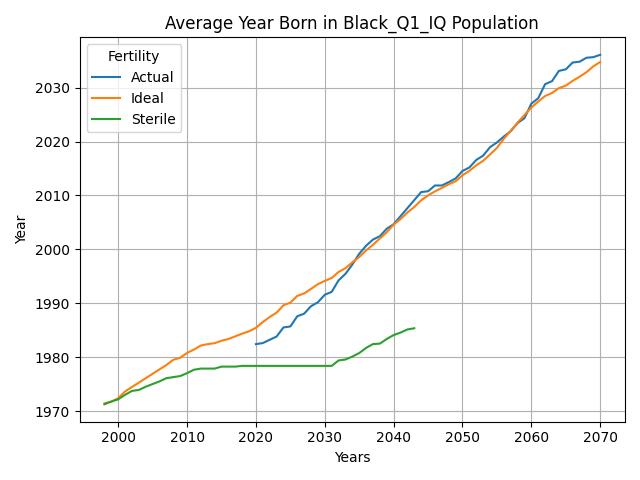 Average Year Born in Black_Q1_IQ Population
Fertility
Actual
Ideal
Sterile
Year
2030
2020
2010
2000
1990
1980
1970
2000 2010 2020 2030 2040 2050 2060 2070
Years